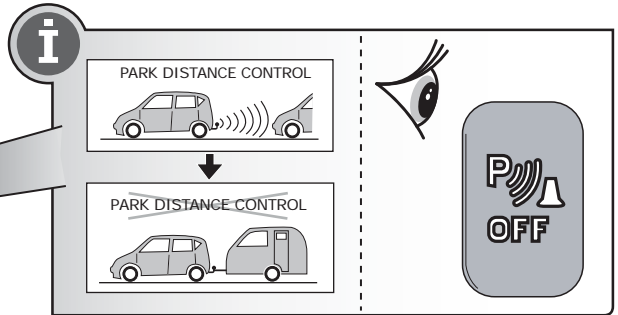 i
PARK DISTANCE CONTROL
PARK DISTANCE CONTROL
P
OFF